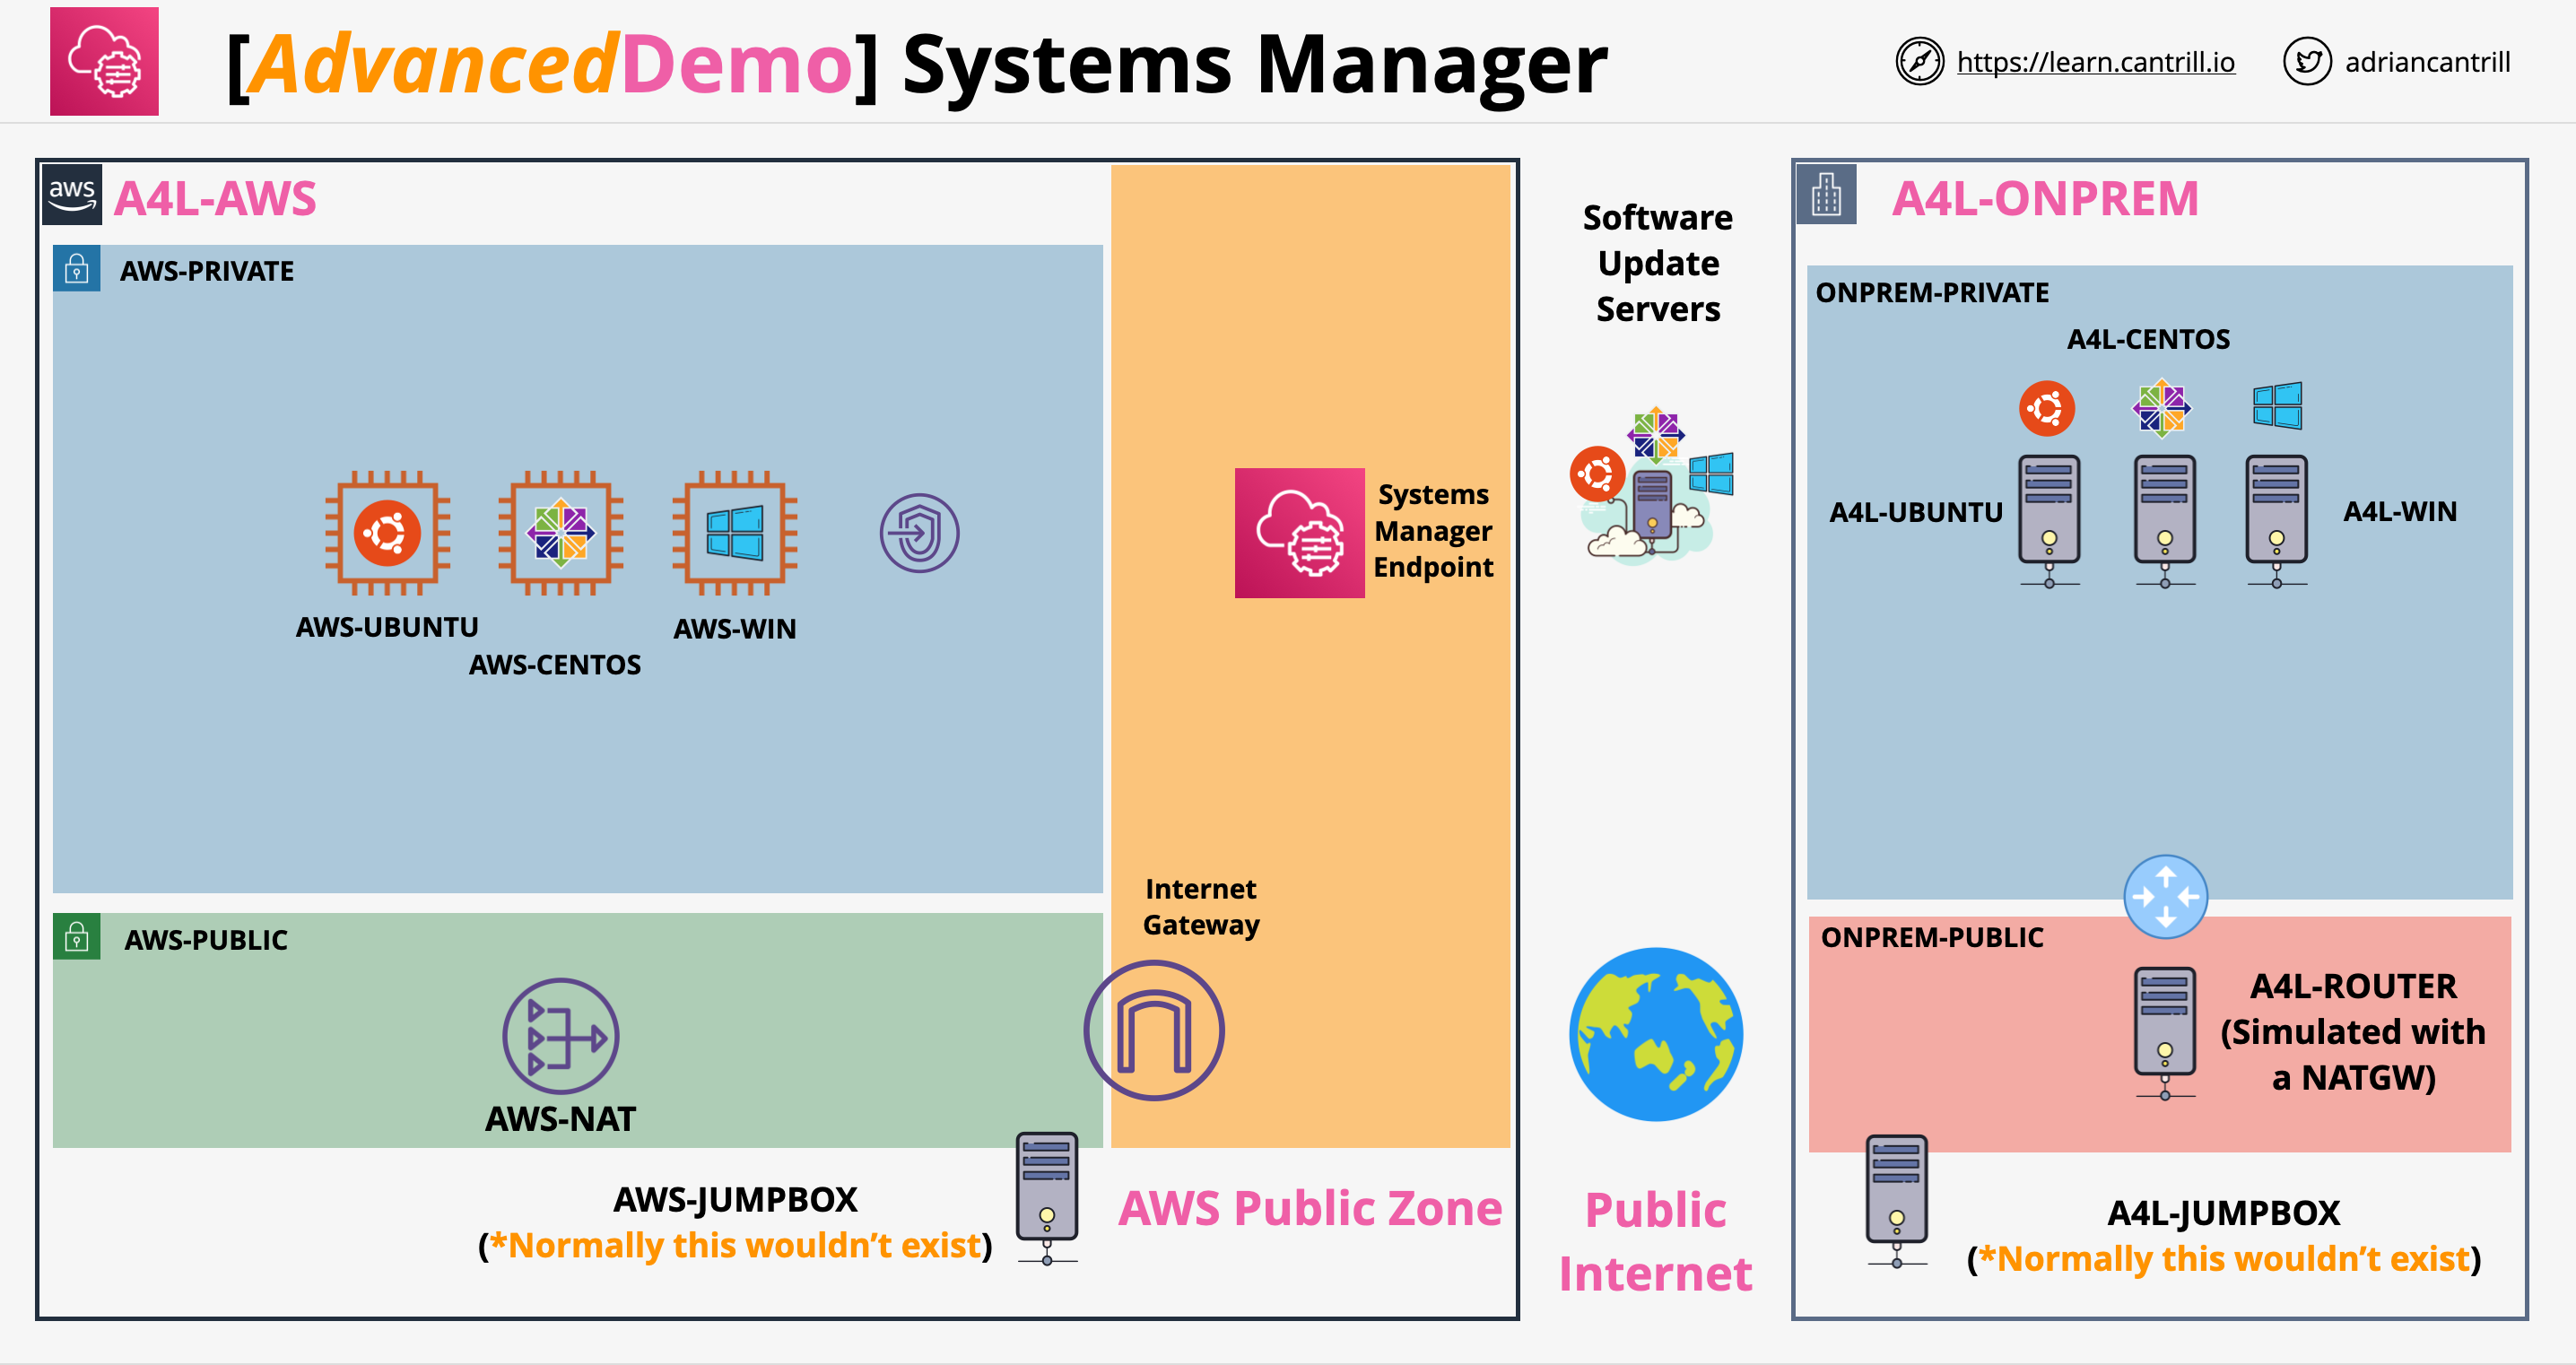 [AdvancedDemo] Systems Manager
https://learn.cantrill.io
adriancantrill
aws
A4L-AWS
AWS-PRIVATE
AWS-UBUNTU
AWS-CENTOS
AWS-WIN
Systems
Manager
Endpoint
Internet
Gateway
AWS-PUBLIC
AWS-NAT
AWS-JUMPBOX
(*Normally this wouldn’t exist)
AWS Public Zone
Software
Update
Servers
Public
Internet
A4L-ONPREM
ONPREM-PRIVATE
A4L-CENTOS
A4L-UBUNTU
A4L-WIN
ONPREM-PUBLIC
A4L-ROUTER
(Simulated with
a NATGW)
A4L-JUMPBOX
(*Normally this wouldn’t exist)